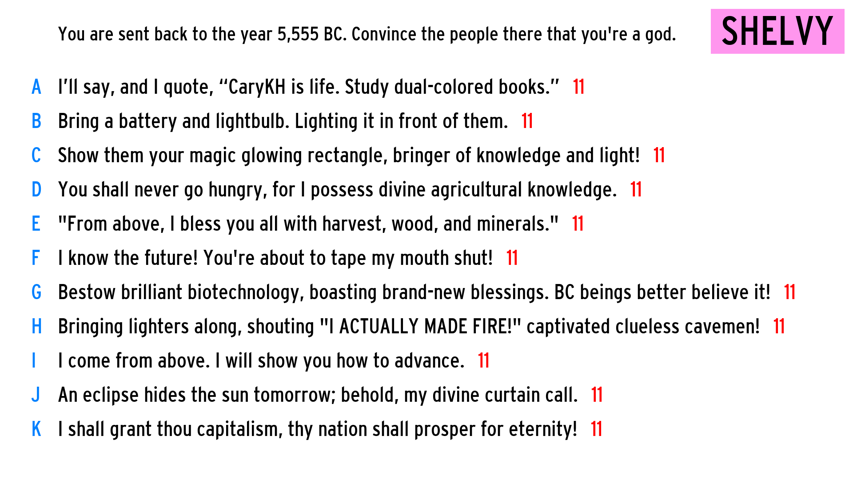 You are sent back to the year 5,555 BC. Convince the people there that you're a god.
SHELVY
A I'll say, and I quote, “CaryKH is life. Study dual-colored books.” 11
B Bring a battery and lightbulb. Lighting it in front of them. 11
C Show them your magic glowing rectangle, bringer of knowledge and light! 11
D You shall never go hungry, for I possess divine agricultural knowledge. 11
E "From above, I bless you all with harvest, wood, and minerals." 11
F I know the future! You're about to tape my mouth shut! 11
G Bestow brilliant biotechnology, boasting brand-new blessings. BC beings better believe it! 11
H Bringing lighters along, shouting "I ACTUALLY MADE FIRE!" captivated clueless cavemen! 11
I I come from above. I will show you how to advance. 11
J An eclipse hides the sun tomorrow; behold, my divine curtain call. 11
K I shall grant thou capitalism, thy nation shall prosper for eternity! 11